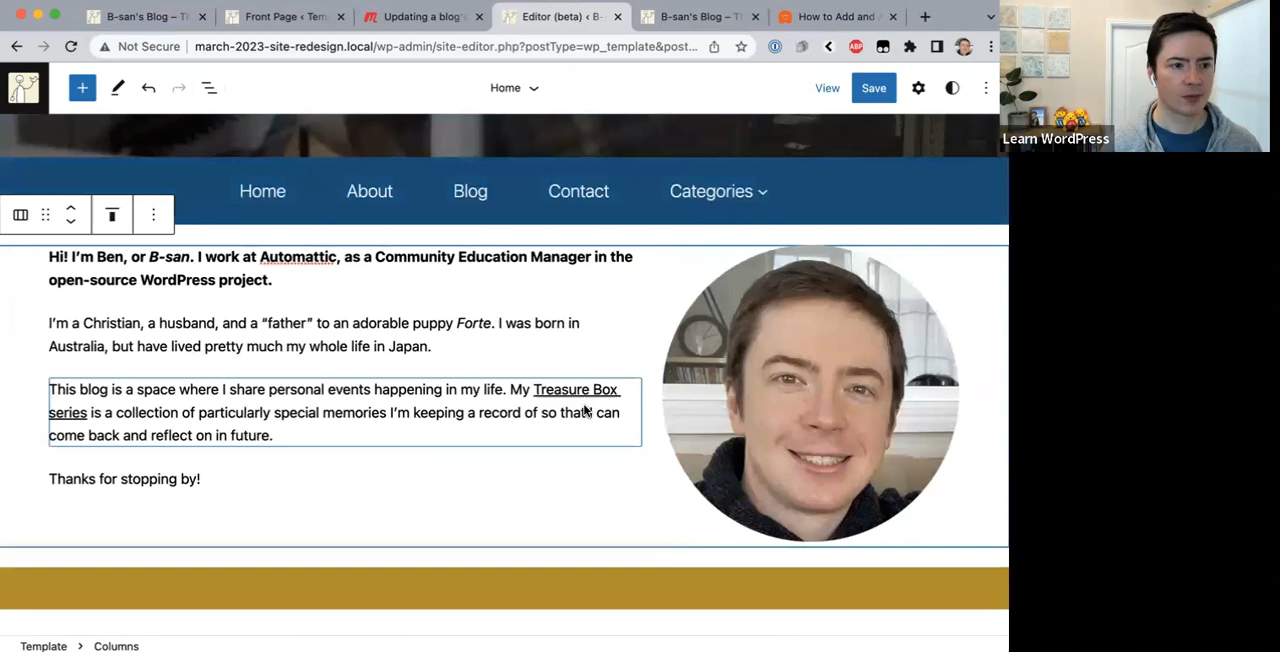 B-san's Blog – Ti
Front Page ‹ Tem
Updating a blog's
Editor (beta) ‹ B-
B-san's Blog – Ti
How to Add and
Not Secure
march-2023-site-redesign.local/wp-admin/site-editor.php?postType=wp_template&post...
ABP
Home
View
Save
Learn WordPress
Home
About
Blog
Contact
Categories
Hi! I'm Ben, or B-san. I work at Automattic, as a Community Education Manager in the
open-source WordPress project.
I'm a Christian, a husband, and a “father” to an adorable puppy Forte. I was born in
Australia, but have lived pretty much my whole life in Japan.
This blog is a space where I share personal events happening in my life. My Treasure Box
series is a collection of particularly special memories I'm keeping a record of so that can
come back and reflect on in future.
Thanks for stopping by!
Template > Columns